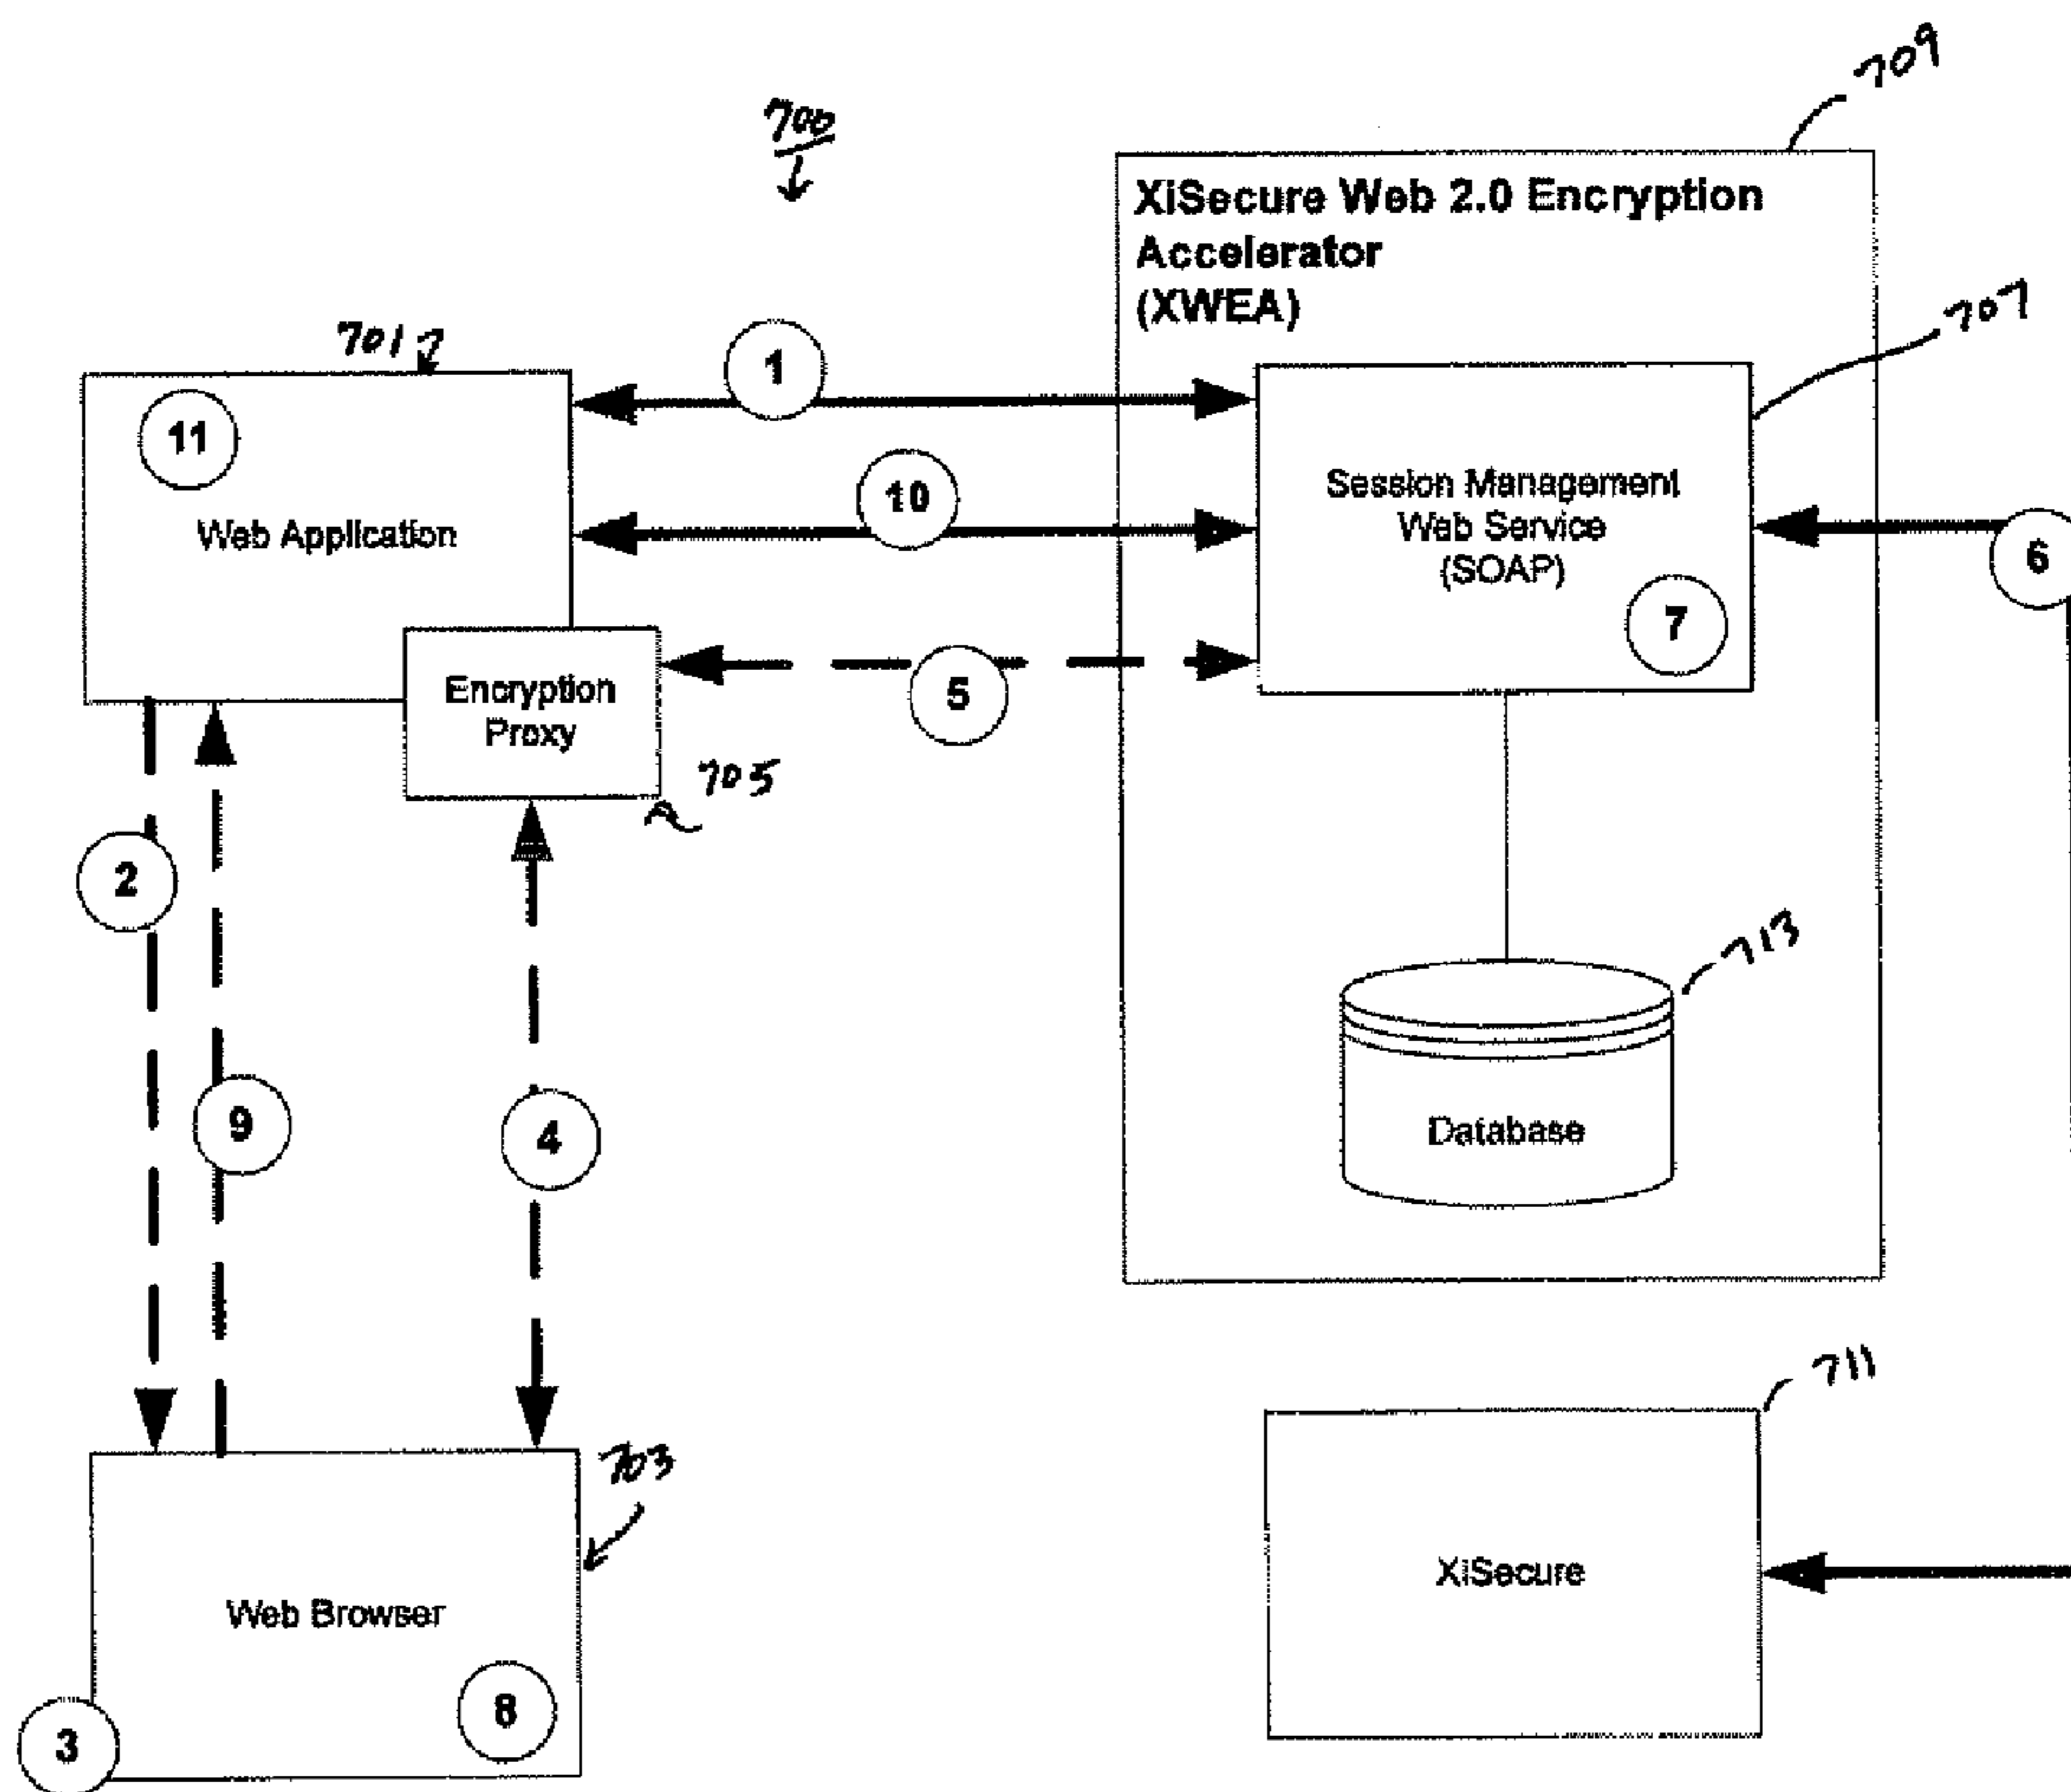 709
700
XiSecure Web 2.0 Encryption
Accelerator
(XWEA)
707
701
1
11
Session Management
Web Service
(SOAP)
10
Web Application
6
7
Encryption
Proxy
5
705
2
713
9
4
Database
711
703
XiSecure
Web Browser
8
3